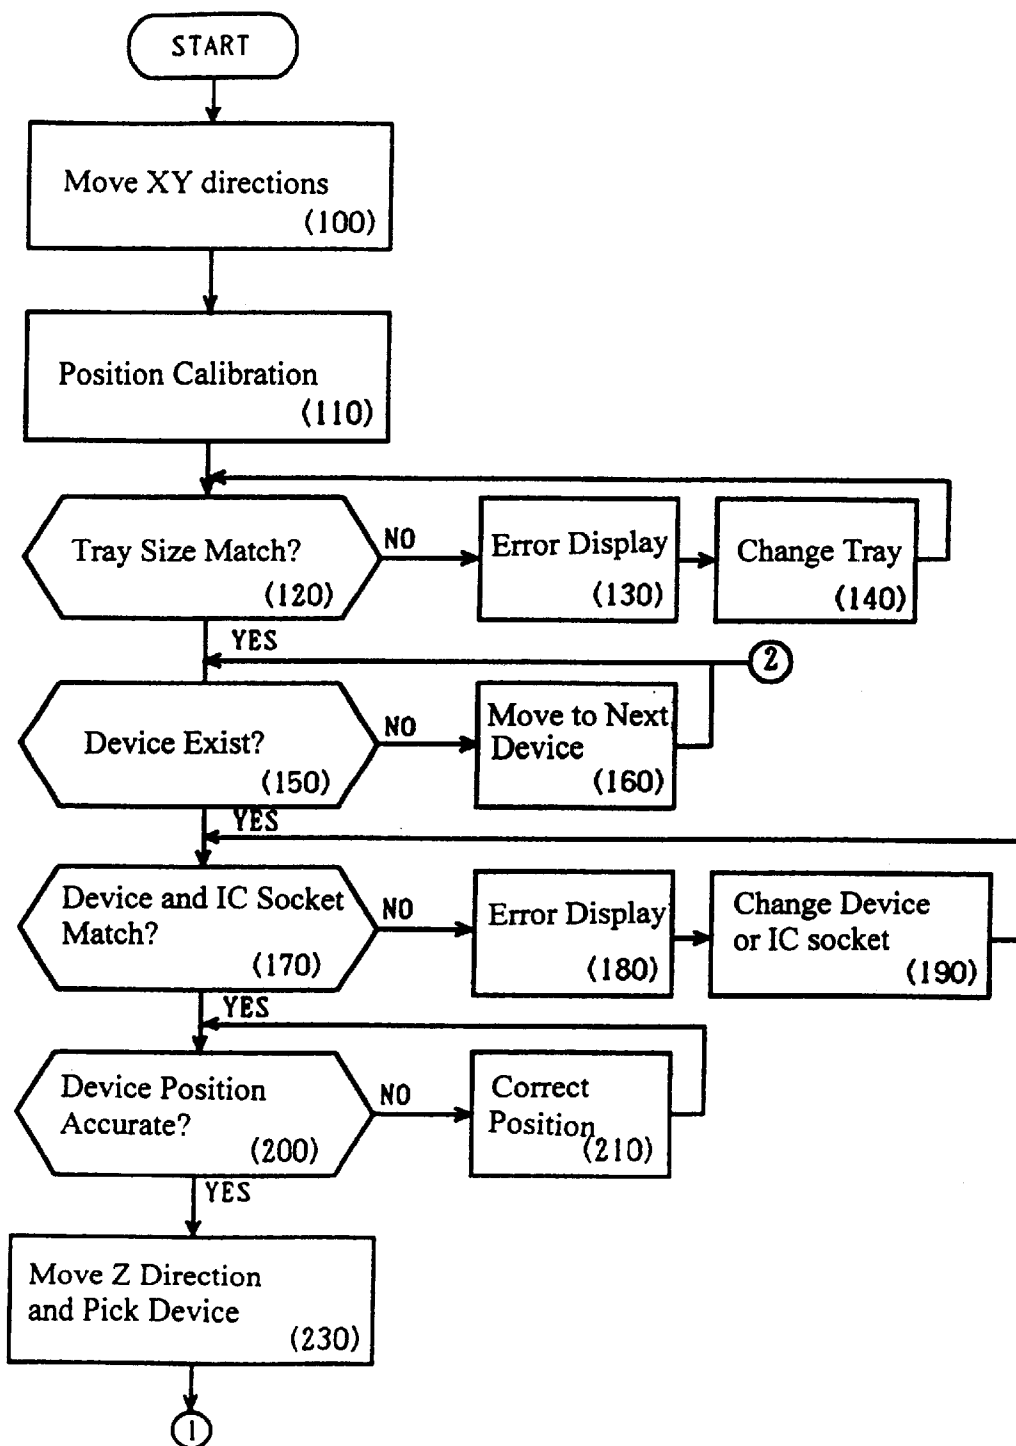 START
Move XY directions
(100)
Position Calibration
(110)
Tray Size Match?
(120)
NO
Error Display
(130)
Change Tray
(140)
YES
2
Device Exist?
(150)
NO
Move to Next
Device
(160)
YES
Device and IC Socket
Match?
(170)
NO
Error Display
(180)
Change Device
or IC socket
(190)
YES
Device Position
Accurate?
(200)
NO
Correct
Position
(210)
YES
Move Z Direction
and Pick Device
(230)
1